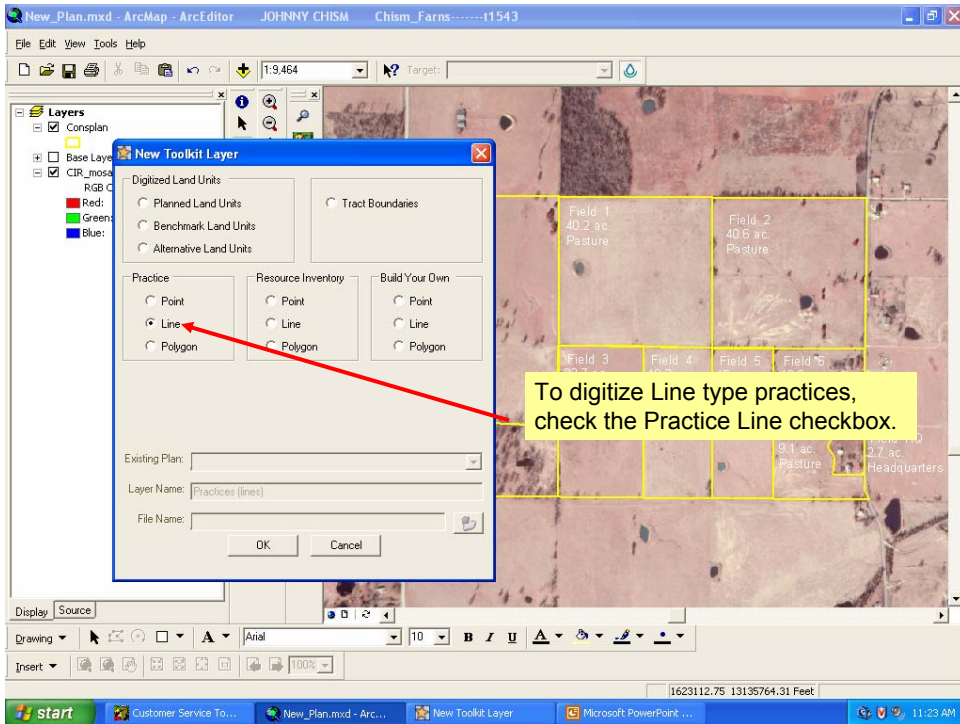 New_Plan.mxd - ArcMap - ArcEditor JOHNNY CHISM Chism_Farns-------t1543
File Edit View Tools Help
1:9,464 Target:
Layers
Consplan
Base Laye
CIR_mosa
RGB C
Red:
Green:
Blue:
New Toolkit Layer
Digitized Land Units
Planned Land Units
Benchmark Land Units
Alternative Land Units
Tract Boundaries
Practice
Point
Line
Polygon
Resource Inventory
Point
Line
Polygon
Build Your Own
Point
Line
Polygon
Existing Plan:
Layer Name: Practices (lines)
File Name:
OK Cancel
Field 1
40.2 ac.
Pasture
Field 2
40.6 ac.
Pasture
Field 3
Field 4
Field 5
Field 6
To digitize Line type practices,
check the Practice Line checkbox.
9.1 ac.
Pasture
2.7 ac.
Headquarters
Display Source
Drawing A Arial 10 B I U A
Insert 100%
1623112.75 13135764.31 Feet
start Customer Service To... New_Plan.mxd - Arc... New Toolkit Layer Microsoft PowerPoint ... 11:23 AM